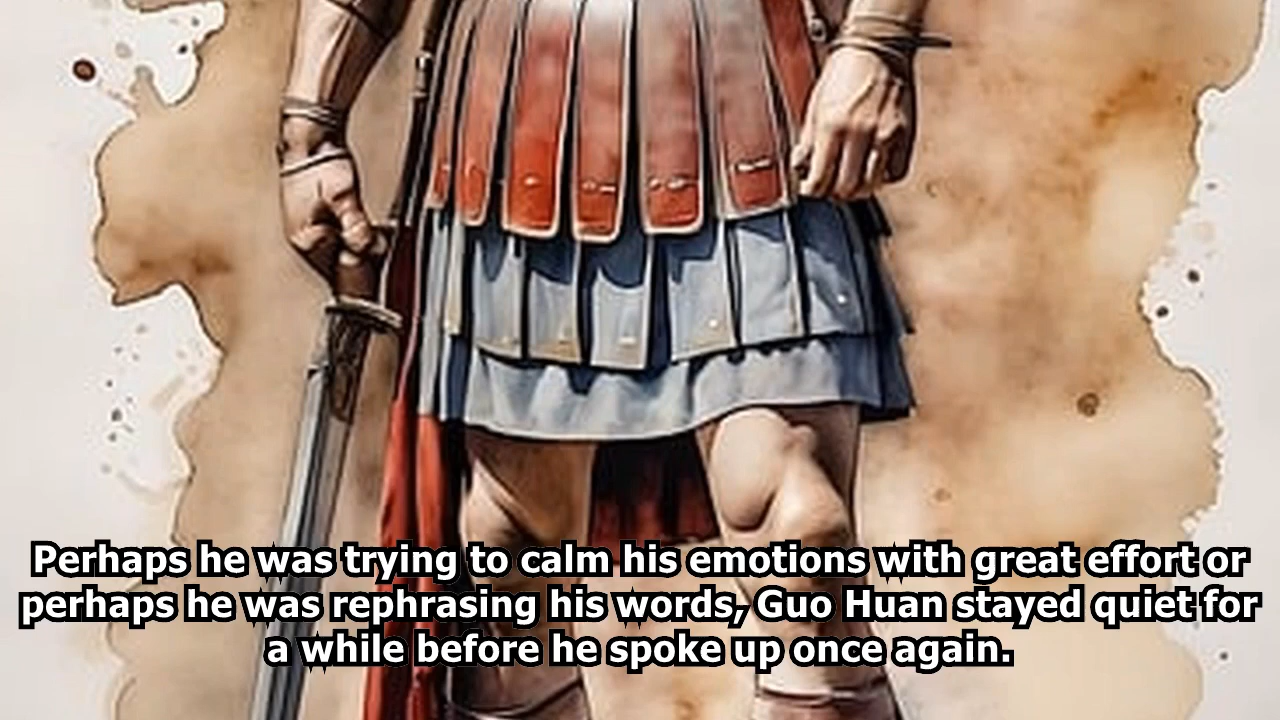 Perhaps he was trying to calm his emotions with great effort or
perhaps he was rephrasing his words, Guo Huan stayed quiet for
a while before he spoke up once again.